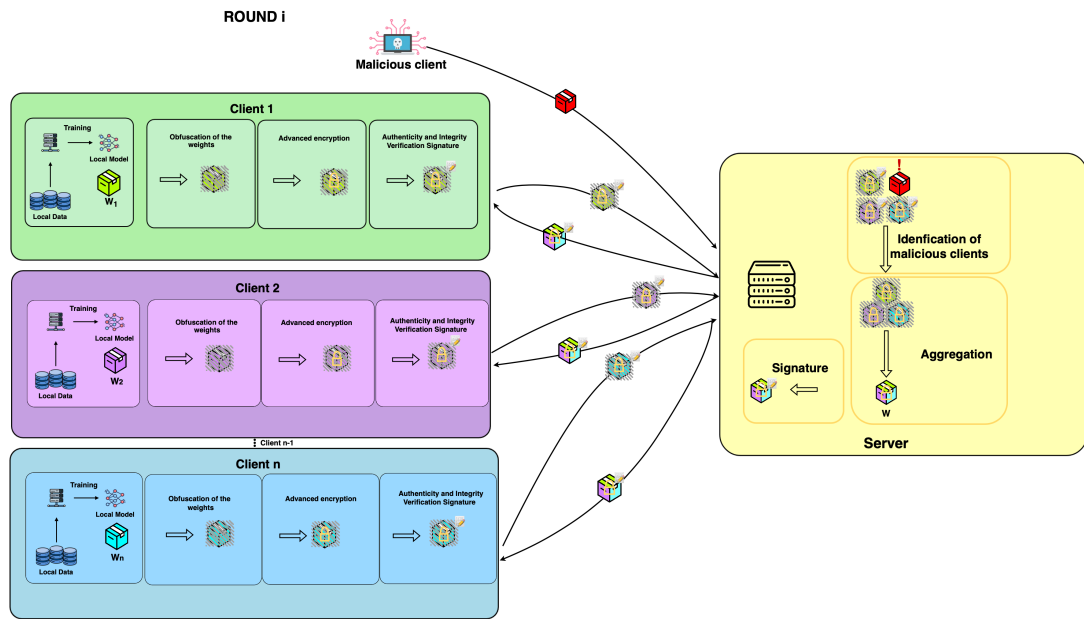 ROUND i
Malicious client
Client 1
Training
Local Model
W1
Local Data
Obfuscation of the
weights
Advanced encryption
Authenticity and Integrity
Verification Signature
Client 2
Training
Local Model
W2
Local Data
Obfuscation of the
weights
Advanced encryption
Authenticity and Integrity
Verification Signature
Client n-1
Client n
Training
Local Model
Wn
Local Data
Obfuscation of the
weights
Advanced encryption
Authenticity and Integrity
Verification Signature
!
Idenfication of
malicious clients
Aggregation
W
Signature
Server